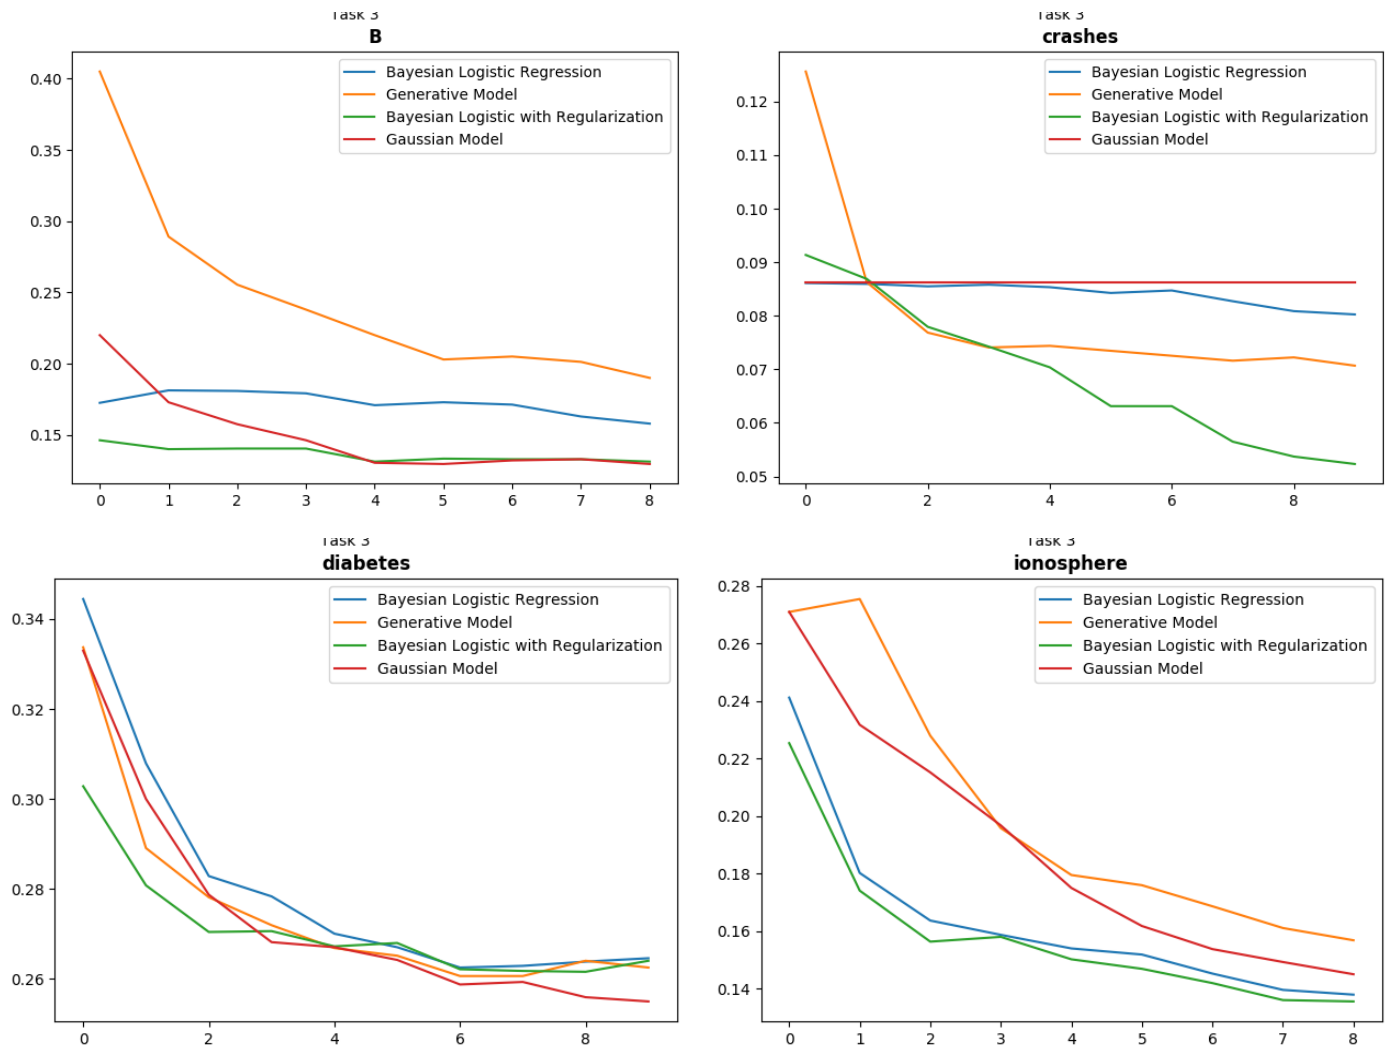 Task 3
B
0.40
0.35
0.30
0.25
0.20
0.15
0 1 2 3 4 5 6 7 8
Bayesian Logistic Regression
Generative Model
Bayesian Logistic with Regularization
Gaussian Model
Task 3
crashes
0.12
0.11
0.10
0.09
0.08
0.07
0.06
0.05
0 2 4 6 8
Bayesian Logistic Regression
Generative Model
Bayesian Logistic with Regularization
Gaussian Model
Task 3
diabetes
0.34
0.32
0.30
0.28
0.26
0 2 4 6 8
Bayesian Logistic Regression
Generative Model
Bayesian Logistic with Regularization
Gaussian Model
Task 3
ionosphere
0.28
0.26
0.24
0.22
0.20
0.18
0.16
0.14
0 1 2 3 4 5 6 7 8
Bayesian Logistic Regression
Generative Model
Bayesian Logistic with Regularization
Gaussian Model